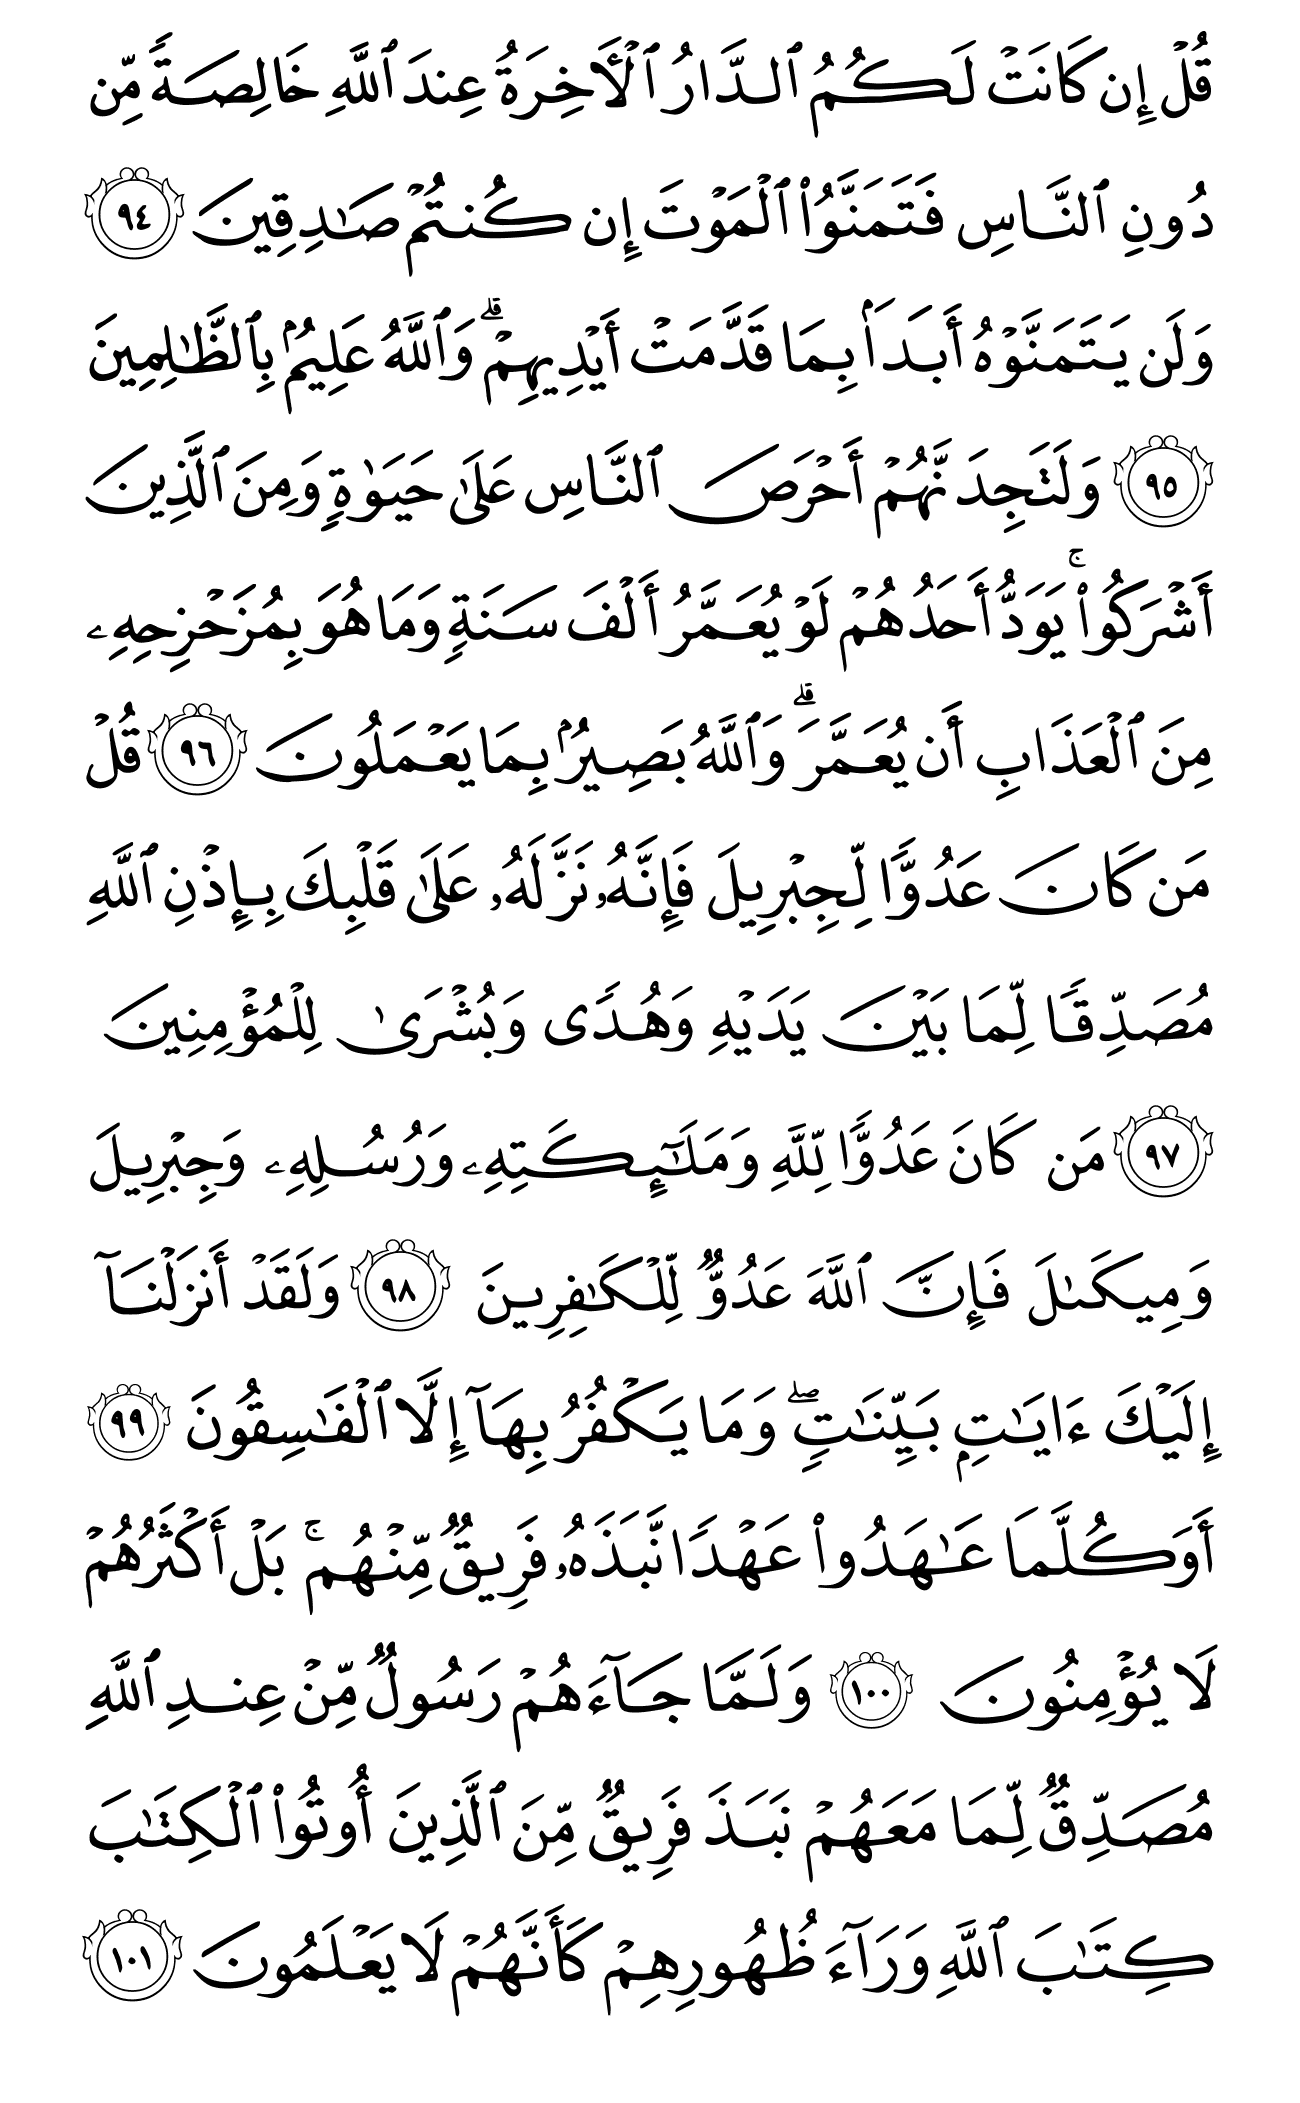 قُلْ إِن كَانَتْ لَكُمُ ٱلدَّارُ ٱلْأَخِرَةُ عِندَ ٱللَّهِ خَالِصَةً مِّن
دُونِ ٱلنَّاسِ فَتَمَنَّوُا۟ ٱلْمَوْتَ إِن كُنتُمْ صَـٰدِقِينَ ٩٤
وَلَن يَتَمَنَّوْهُ أَبَدَۢا بِمَا قَدَّمَتْ أَيْدِيهِمْ ۗ وَٱللَّهُ عَلِيمُۢ بِٱلظَّـٰلِمِينَ
٩٥ وَلَتَجِدَنَّهُمْ أَحْرَصَ ٱلنَّاسِ عَلَىٰ حَيَوٰةٍ وَمِنَ ٱلَّذِينَ
أَشْرَكُوا۟ ۚ يَوَدُّ أَحَدُهُمْ لَوْ يُعَمَّرُ أَلْفَ سَنَةٍ وَمَا هُوَ بِمُزَحْزِحِهِۦ
مِنَ ٱلْعَذَابِ أَن يُعَمَّرَ ۗ وَٱللَّهُ بَصِيرُۢ بِمَا يَعْمَلُونَ ٩٦ قُلْ
مَن كَانَ عَدُوًّا لِّجِبْرِيلَ فَإِنَّهُۥ نَزَّلَهُۥ عَلَىٰ قَلْبِكَ بِإِذْنِ ٱللَّهِ
مُصَدِّقًا لِّمَا بَيْنَ يَدَيْهِ وَهُدًى وَبُشْرَىٰ لِلْمُؤْمِنِينَ
٩٧ مَن كَانَ عَدُوًّا لِّلَّهِ وَمَلَـٰٓئِكَتِهِۦ وَرُسُلِهِۦ وَجِبْرِيلَ
وَمِيكَىٰلَ فَإِنَّ ٱللَّهَ عَدُوٌّ لِّلْكَـٰفِرِينَ ٩٨ وَلَقَدْ أَنزَلْنَآ
إِلَيْكَ ءَايَـٰتِۭ بَيِّنَـٰتٍ ۖ وَمَا يَكْفُرُ بِهَآ إِلَّا ٱلْفَـٰسِقُونَ ٩٩
أَوَكُلَّمَا عَـٰهَدُوا۟ عَهْدًا نَّبَذَهُۥ فَرِيقٌ مِّنْهُم ۚ بَلْ أَكْثَرُهُمْ
لَا يُؤْمِنُونَ ١٠٠ وَلَمَّا جَآءَهُمْ رَسُولٌ مِّنْ عِندِ ٱللَّهِ
مُصَدِّقٌ لِّمَا مَعَهُمْ نَبَذَ فَرِيقٌ مِّنَ ٱلَّذِينَ أُوتُوا۟ ٱلْكِتَـٰبَ
كِتَـٰبَ ٱللَّهِ وَرَآءَ ظُهُورِهِمْ كَأَنَّهُمْ لَا يَعْلَمُونَ ١٠١